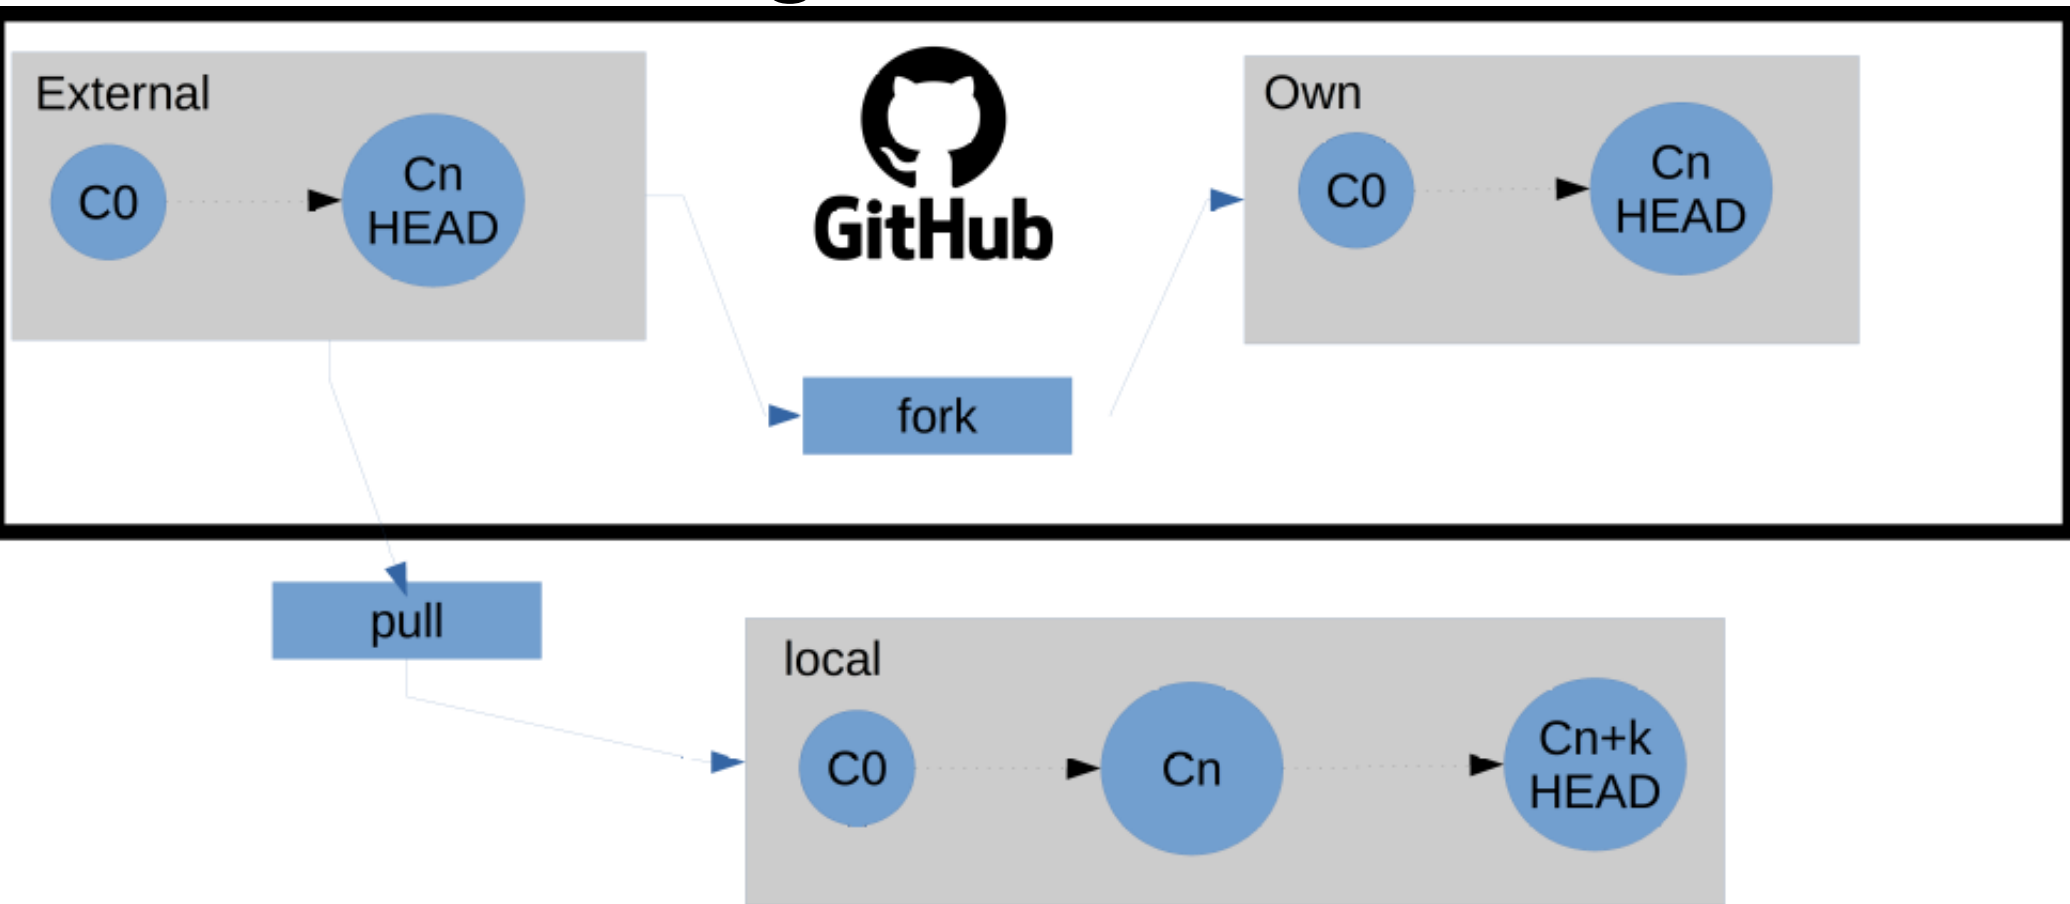 External
C0
Cn
HEAD
GitHub
Own
C0
Cn
HEAD
fork
pull
local
C0
Cn
Cn+k
HEAD